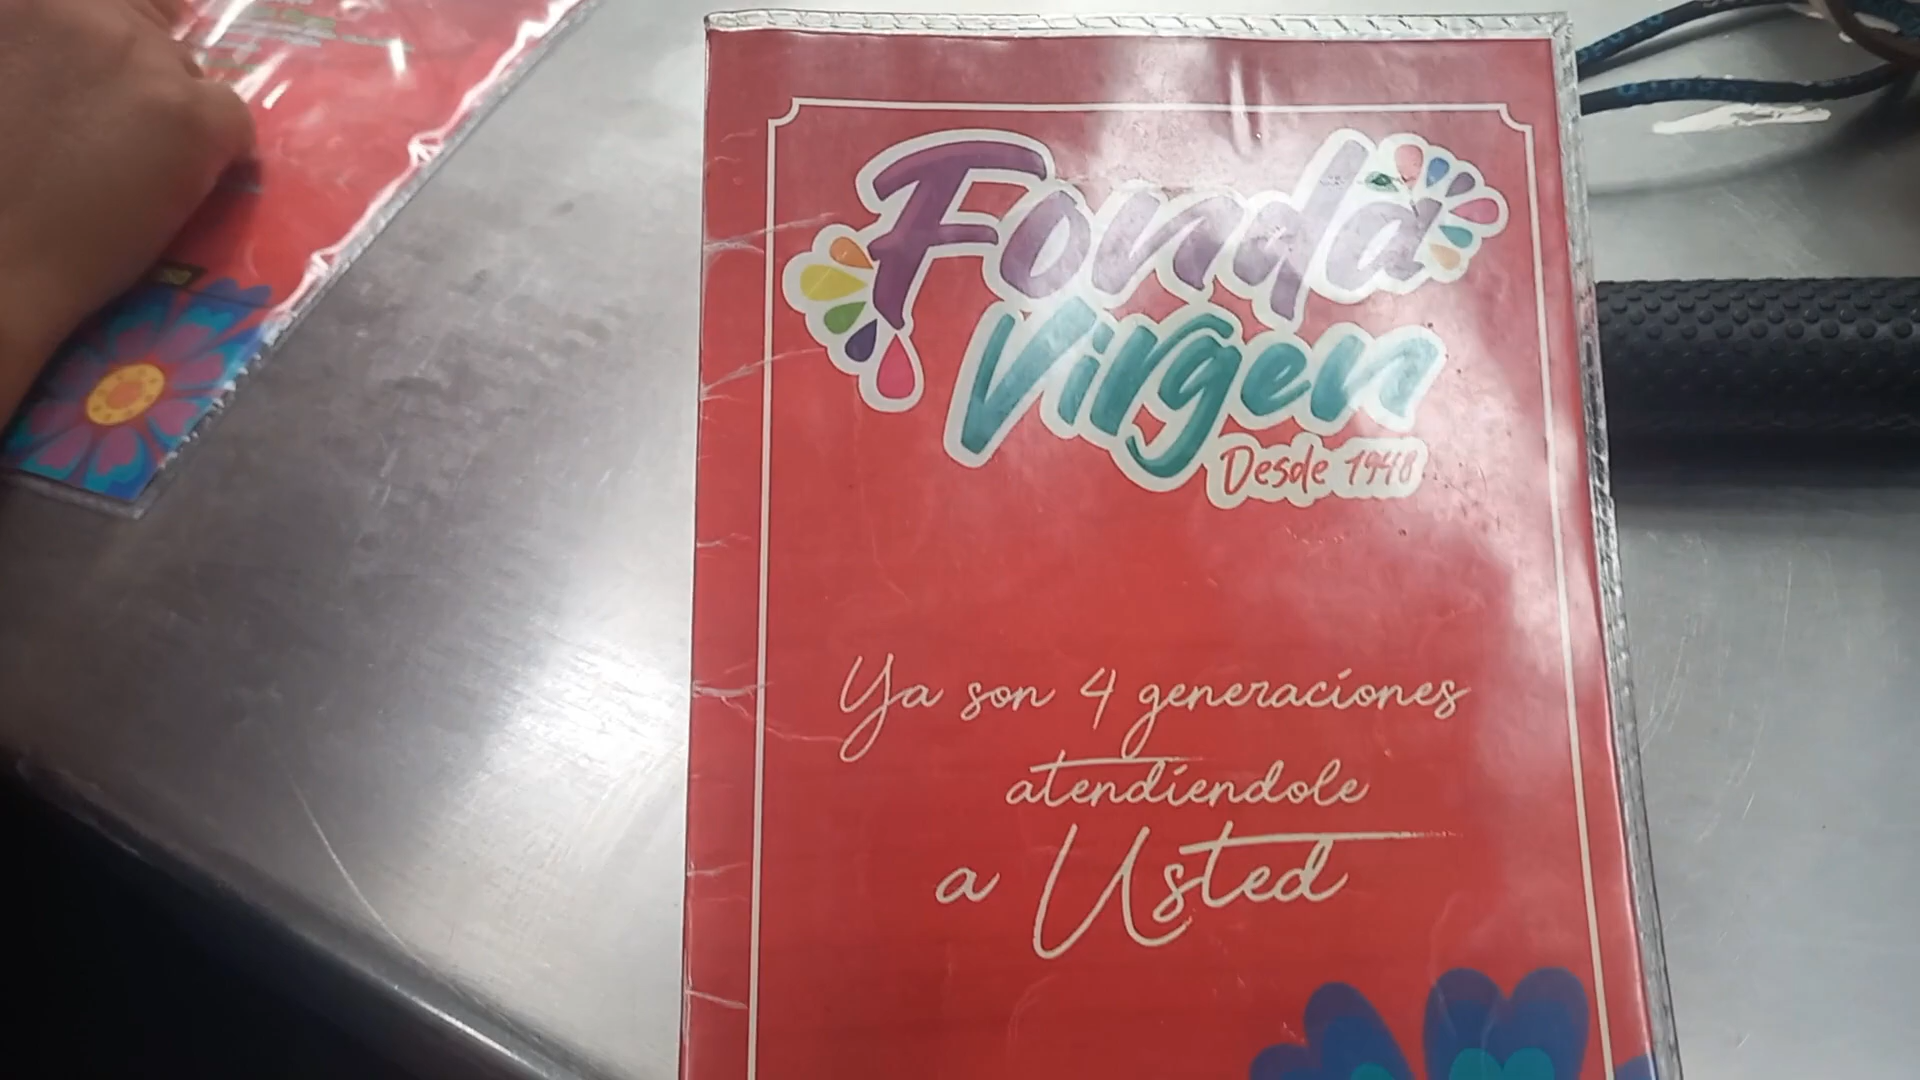 Fonda
Virgen
Desde 1948
Ya son 4 generaciones
atendiendole
a Usted